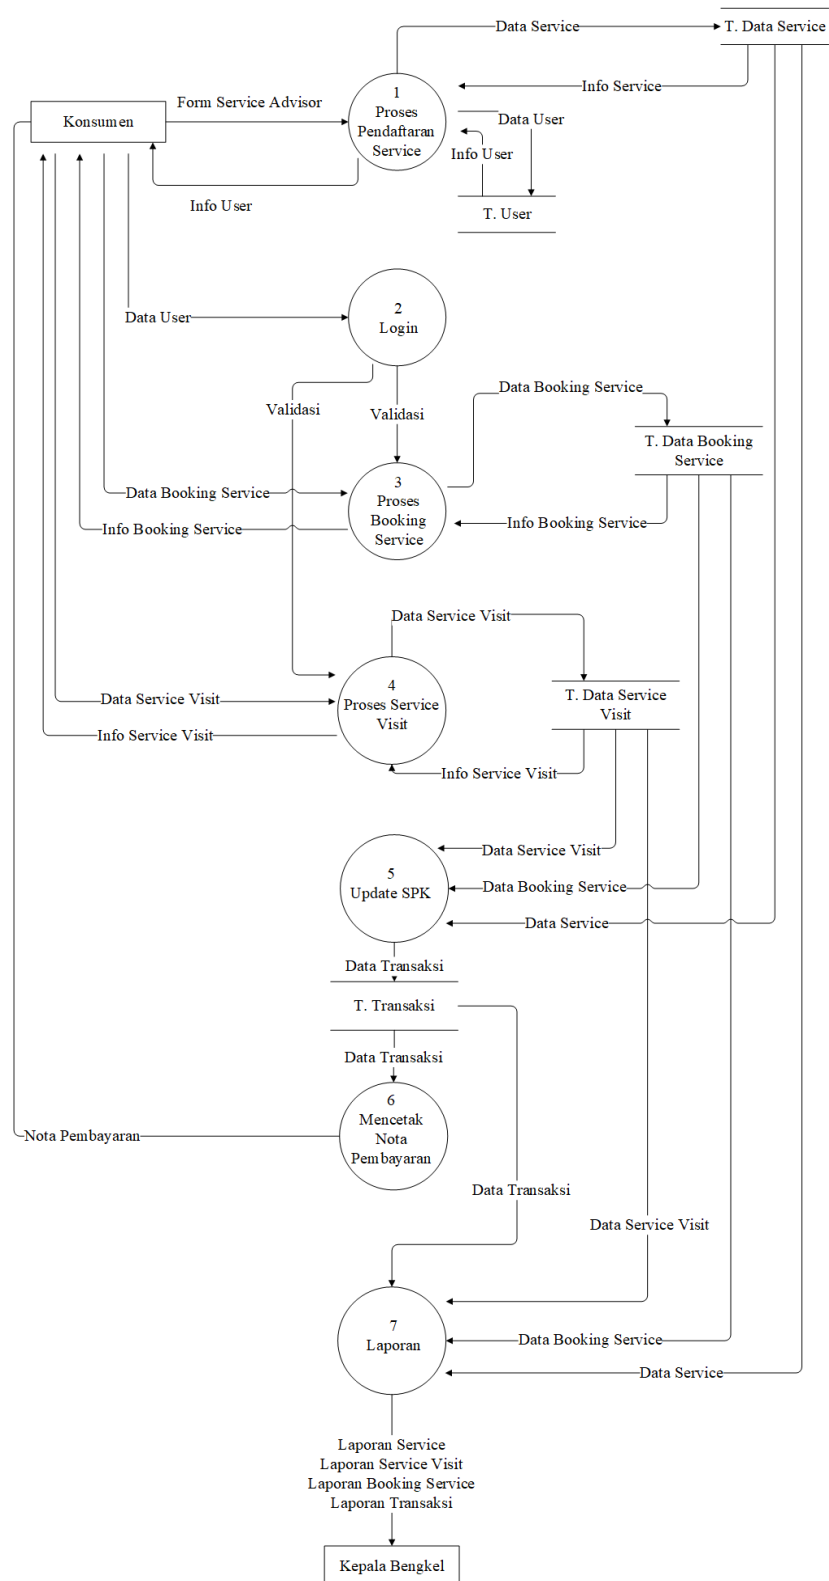 Data Service
T. Data Service
Info Service
1
Proses
Pendaftaran
Service
Form Service Advisor
Konsumen
Data User
Info User
Info User
T. User
2
Login
Data User
Validasi
Validasi
Data Booking Service
T. Data Booking
Service
3
Proses
Booking
Service
Data Booking Service
Info Booking Service
Info Booking Service
Data Service Visit
4
Proses Service
Visit
T. Data Service
Visit
Data Service Visit
Info Service Visit
Info Service Visit
5
Update SPK
Data Service Visit
Data Booking Service
Data Service
Data Transaksi
T. Transaksi
Data Transaksi
6
Mencetak
Nota
Pembayaran
Nota Pembayaran
Data Transaksi
Data Service Visit
7
Laporan
Data Booking Service
Data Service
Laporan Service
Laporan Service Visit
Laporan Booking Service
Laporan Transaksi
Kepala Bengkel